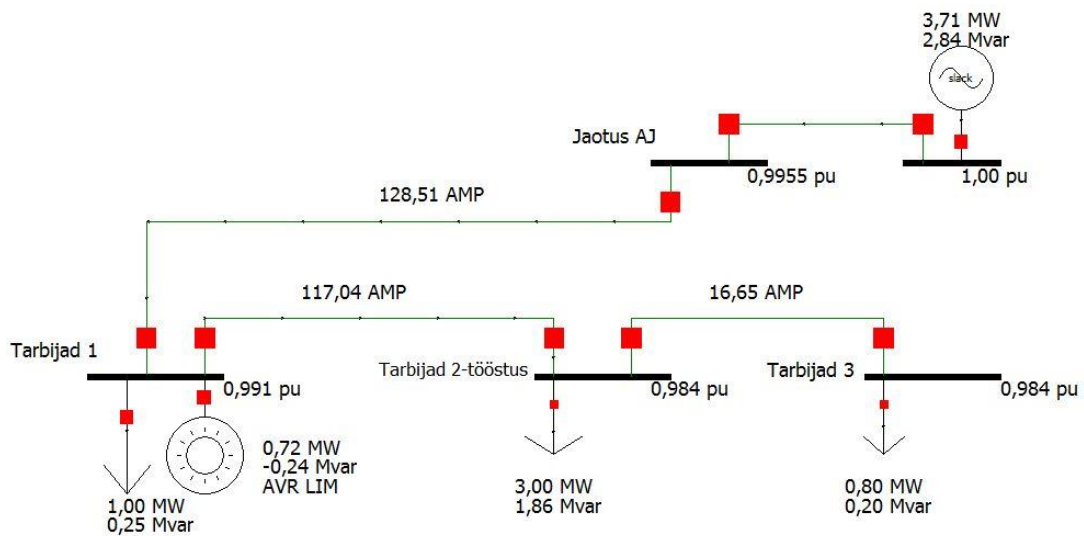 3,71 MW
2,84 Mvar
slack
Jaotus AJ
0,9955 pu
1,00 pu
128,51 AMP
117,04 AMP
16,65 AMP
Tarbijad 1
0,991 pu
Tarbijad 2-tööstus
0,984 pu
Tarbijad 3
0,984 pu
0,72 MW
-0,24 Mvar
AVR LIM
1,00 MW
0,25 Mvar
3,00 MW
1,86 Mvar
0,80 MW
0,20 Mvar